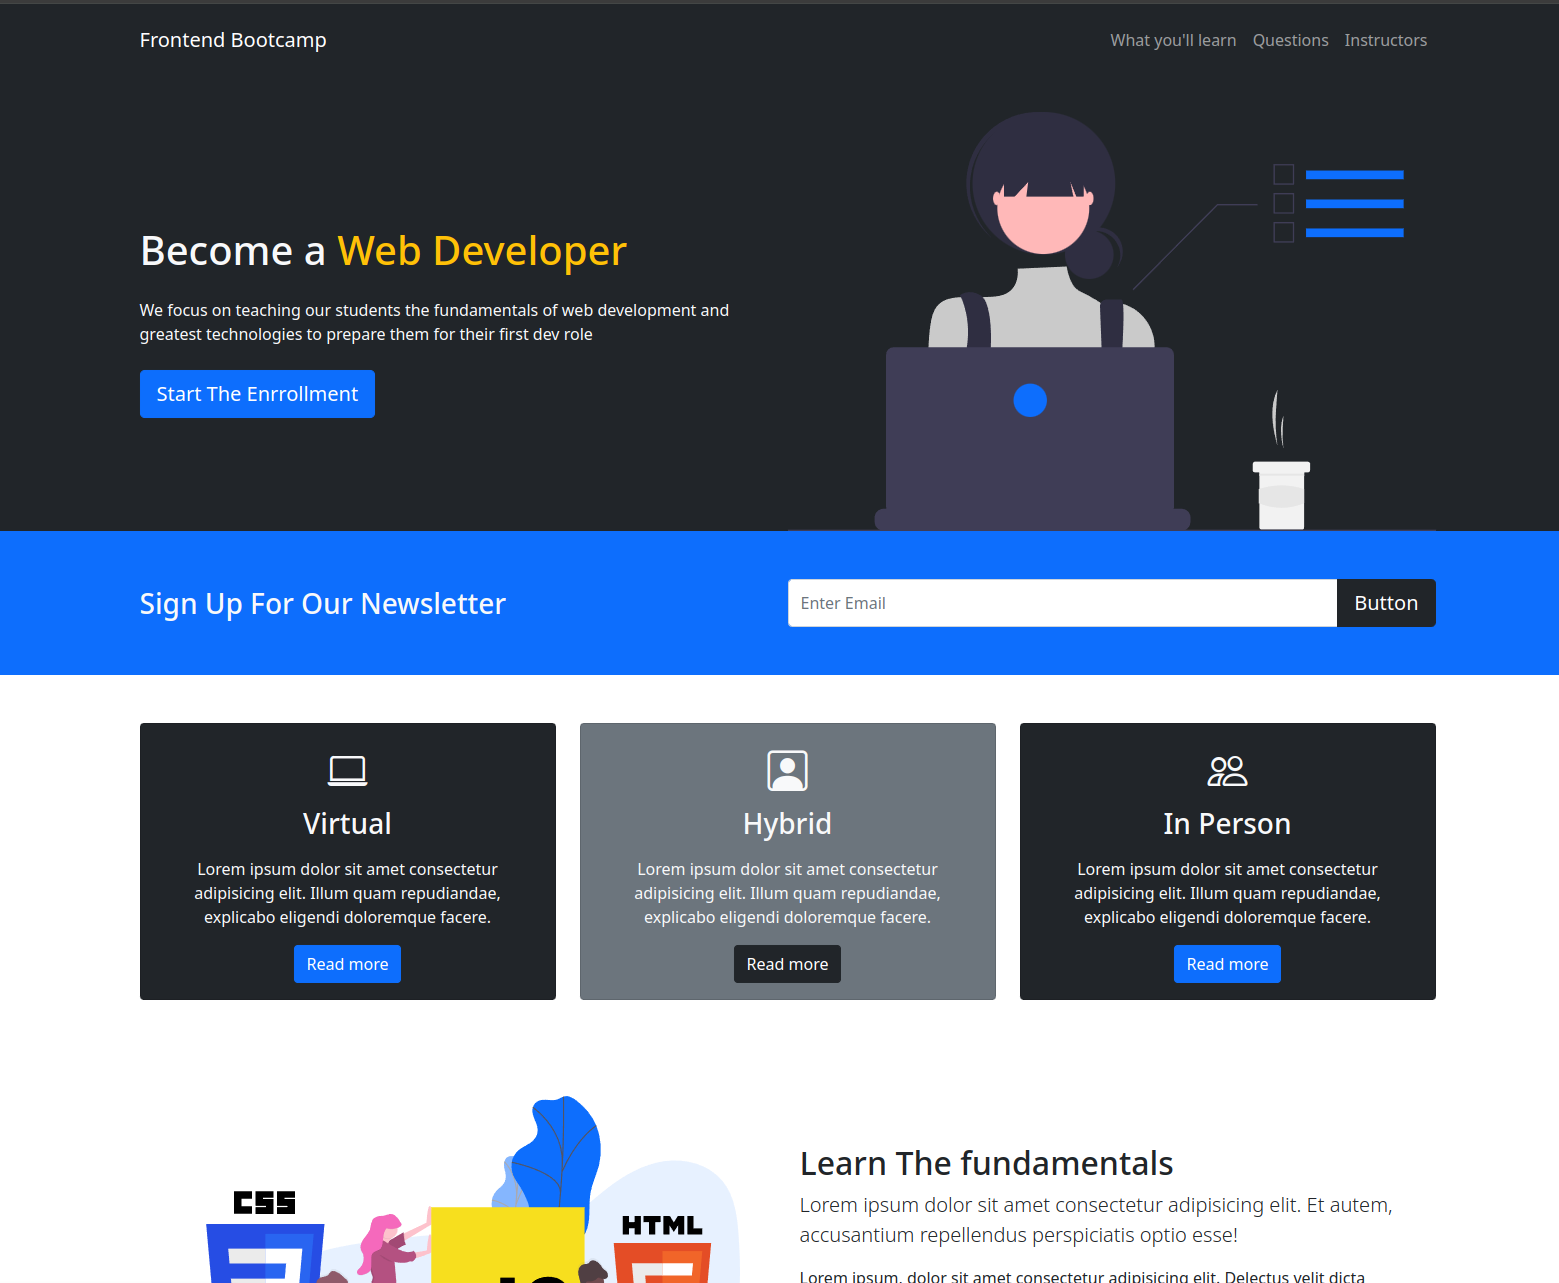 Frontend Bootcamp
What you'll learn Questions Instructors
Become a Web Developer
We focus on teaching our students the fundamentals of web development and
greatest technologies to prepare them for their first dev role
Start The Enrrollment
Sign Up For Our Newsletter
Enter Email
Button
Virtual
Lorem ipsum dolor sit amet consectetur
adipisicing elit. Illum quam repudiandae,
explicabo eligendi doloremque facere.
Read more
Hybrid
Lorem ipsum dolor sit amet consectetur
adipisicing elit. Illum quam repudiandae,
explicabo eligendi doloremque facere.
Read more
In Person
Lorem ipsum dolor sit amet consectetur
adipisicing elit. Illum quam repudiandae,
explicabo eligendi doloremque facere.
Read more
CSS
HTML
Learn The fundamentals
Lorem ipsum dolor sit amet consectetur adipisicing elit. Et autem,
accusantium repellendus perspiciatis optio esse!
Lorem ipsum, dolor sit amet consectetur adipisicing elit. Delectus velit dicta